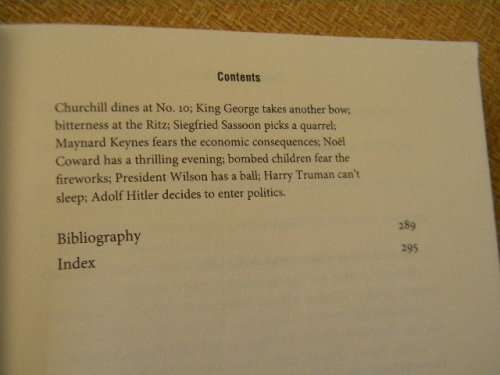 Contents
Churchill dines at No. 10; King George takes another bow;
bitterness at the Ritz; Siegfried Sassoon picks a quarrel;
Maynard Keynes fears the economic consequences; Noël
Coward has a thrilling evening; bombed children fear the
fireworks; President Wilson has a ball; Harry Truman can't
sleep; Adolf Hitler decides to enter politics.
Bibliography 289
Index 295